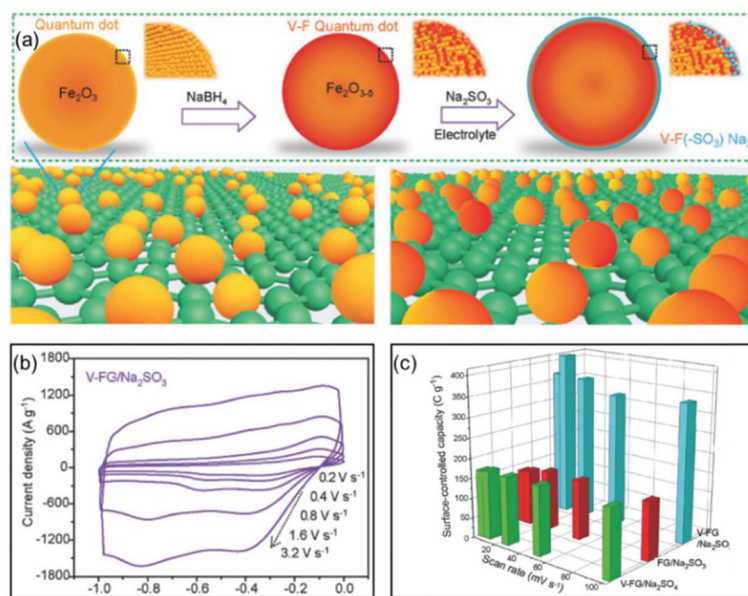 (a)
Quantum dot
V-F Quantum dot
Fe₂O₃
NaBH₄
Fe₂O₃₋δ
Na₂SO₃
Electrolyte
V-F(-SO₃) Na₂
(b)
V-FG/Na₂SO₃
Current density (A g⁻¹)
1800
1200
600
0
-600
-1200
-1800
0.2 V s⁻¹
0.4 V s⁻¹
0.8 V s⁻¹
1.6 V s⁻¹
3.2 V s⁻¹
-1.0 -0.8 -0.6 -0.4 -0.2 0.0
(c)
Surface-controlled capacity (C g⁻¹)
400
350
300
250
200
150
100
50
0
20
40
60
80
100
Scan rate (mV s⁻¹)
V-FG/Na₂SO₄
FG/Na₂SO₃
V-FG
/Na₂SO